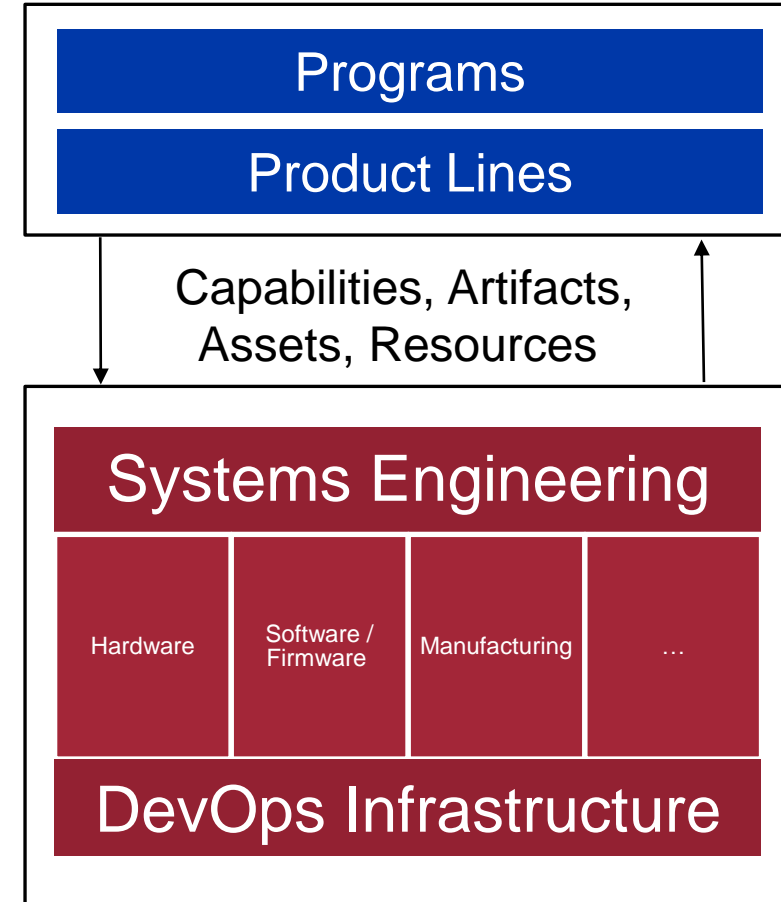 Programs
Product Lines
Capabilities, Artifacts,
Assets, Resources
Systems Engineering
Hardware
Software /
Firmware
Manufacturing
…
DevOps Infrastructure